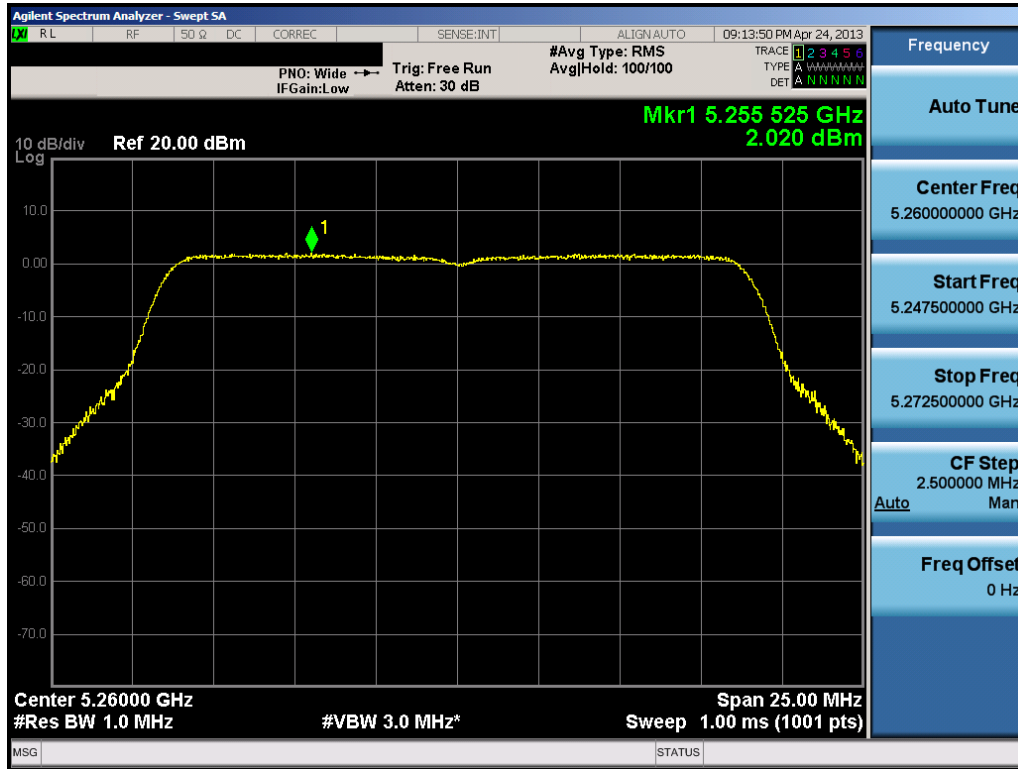 Agilent Spectrum Analyzer - Swept SA
LXI RL RF 50 Ω DC CORREC SENSE:INT ALIGN AUTO 09:13:50 PM Apr 24, 2013
#Avg Type: RMS TRACE 1 2 3 4 5 6
PNO: Wide Trig: Free Run Avg|Hold: 100/100 TYPE A WWWWW
IFGain:Low Atten: 30 dB DET A N N N N N
Mkr1 5.255 525 GHz
2.020 dBm
10 dB/div Ref 20.00 dBm
Log
1
10.0
0.00
-10.0
-20.0
-30.0
-40.0
-50.0
-60.0
-70.0
Center 5.26000 GHz Span 25.00 MHz
#Res BW 1.0 MHz #VBW 3.0 MHz* Sweep 1.00 ms (1001 pts)
MSG STATUS
Frequency
Auto Tune
Center Freq
5.260000000 GHz
Start Freq
5.247500000 GHz
Stop Freq
5.272500000 GHz
CF Step
2.500000 MHz
Auto Man
Freq Offset
0 Hz